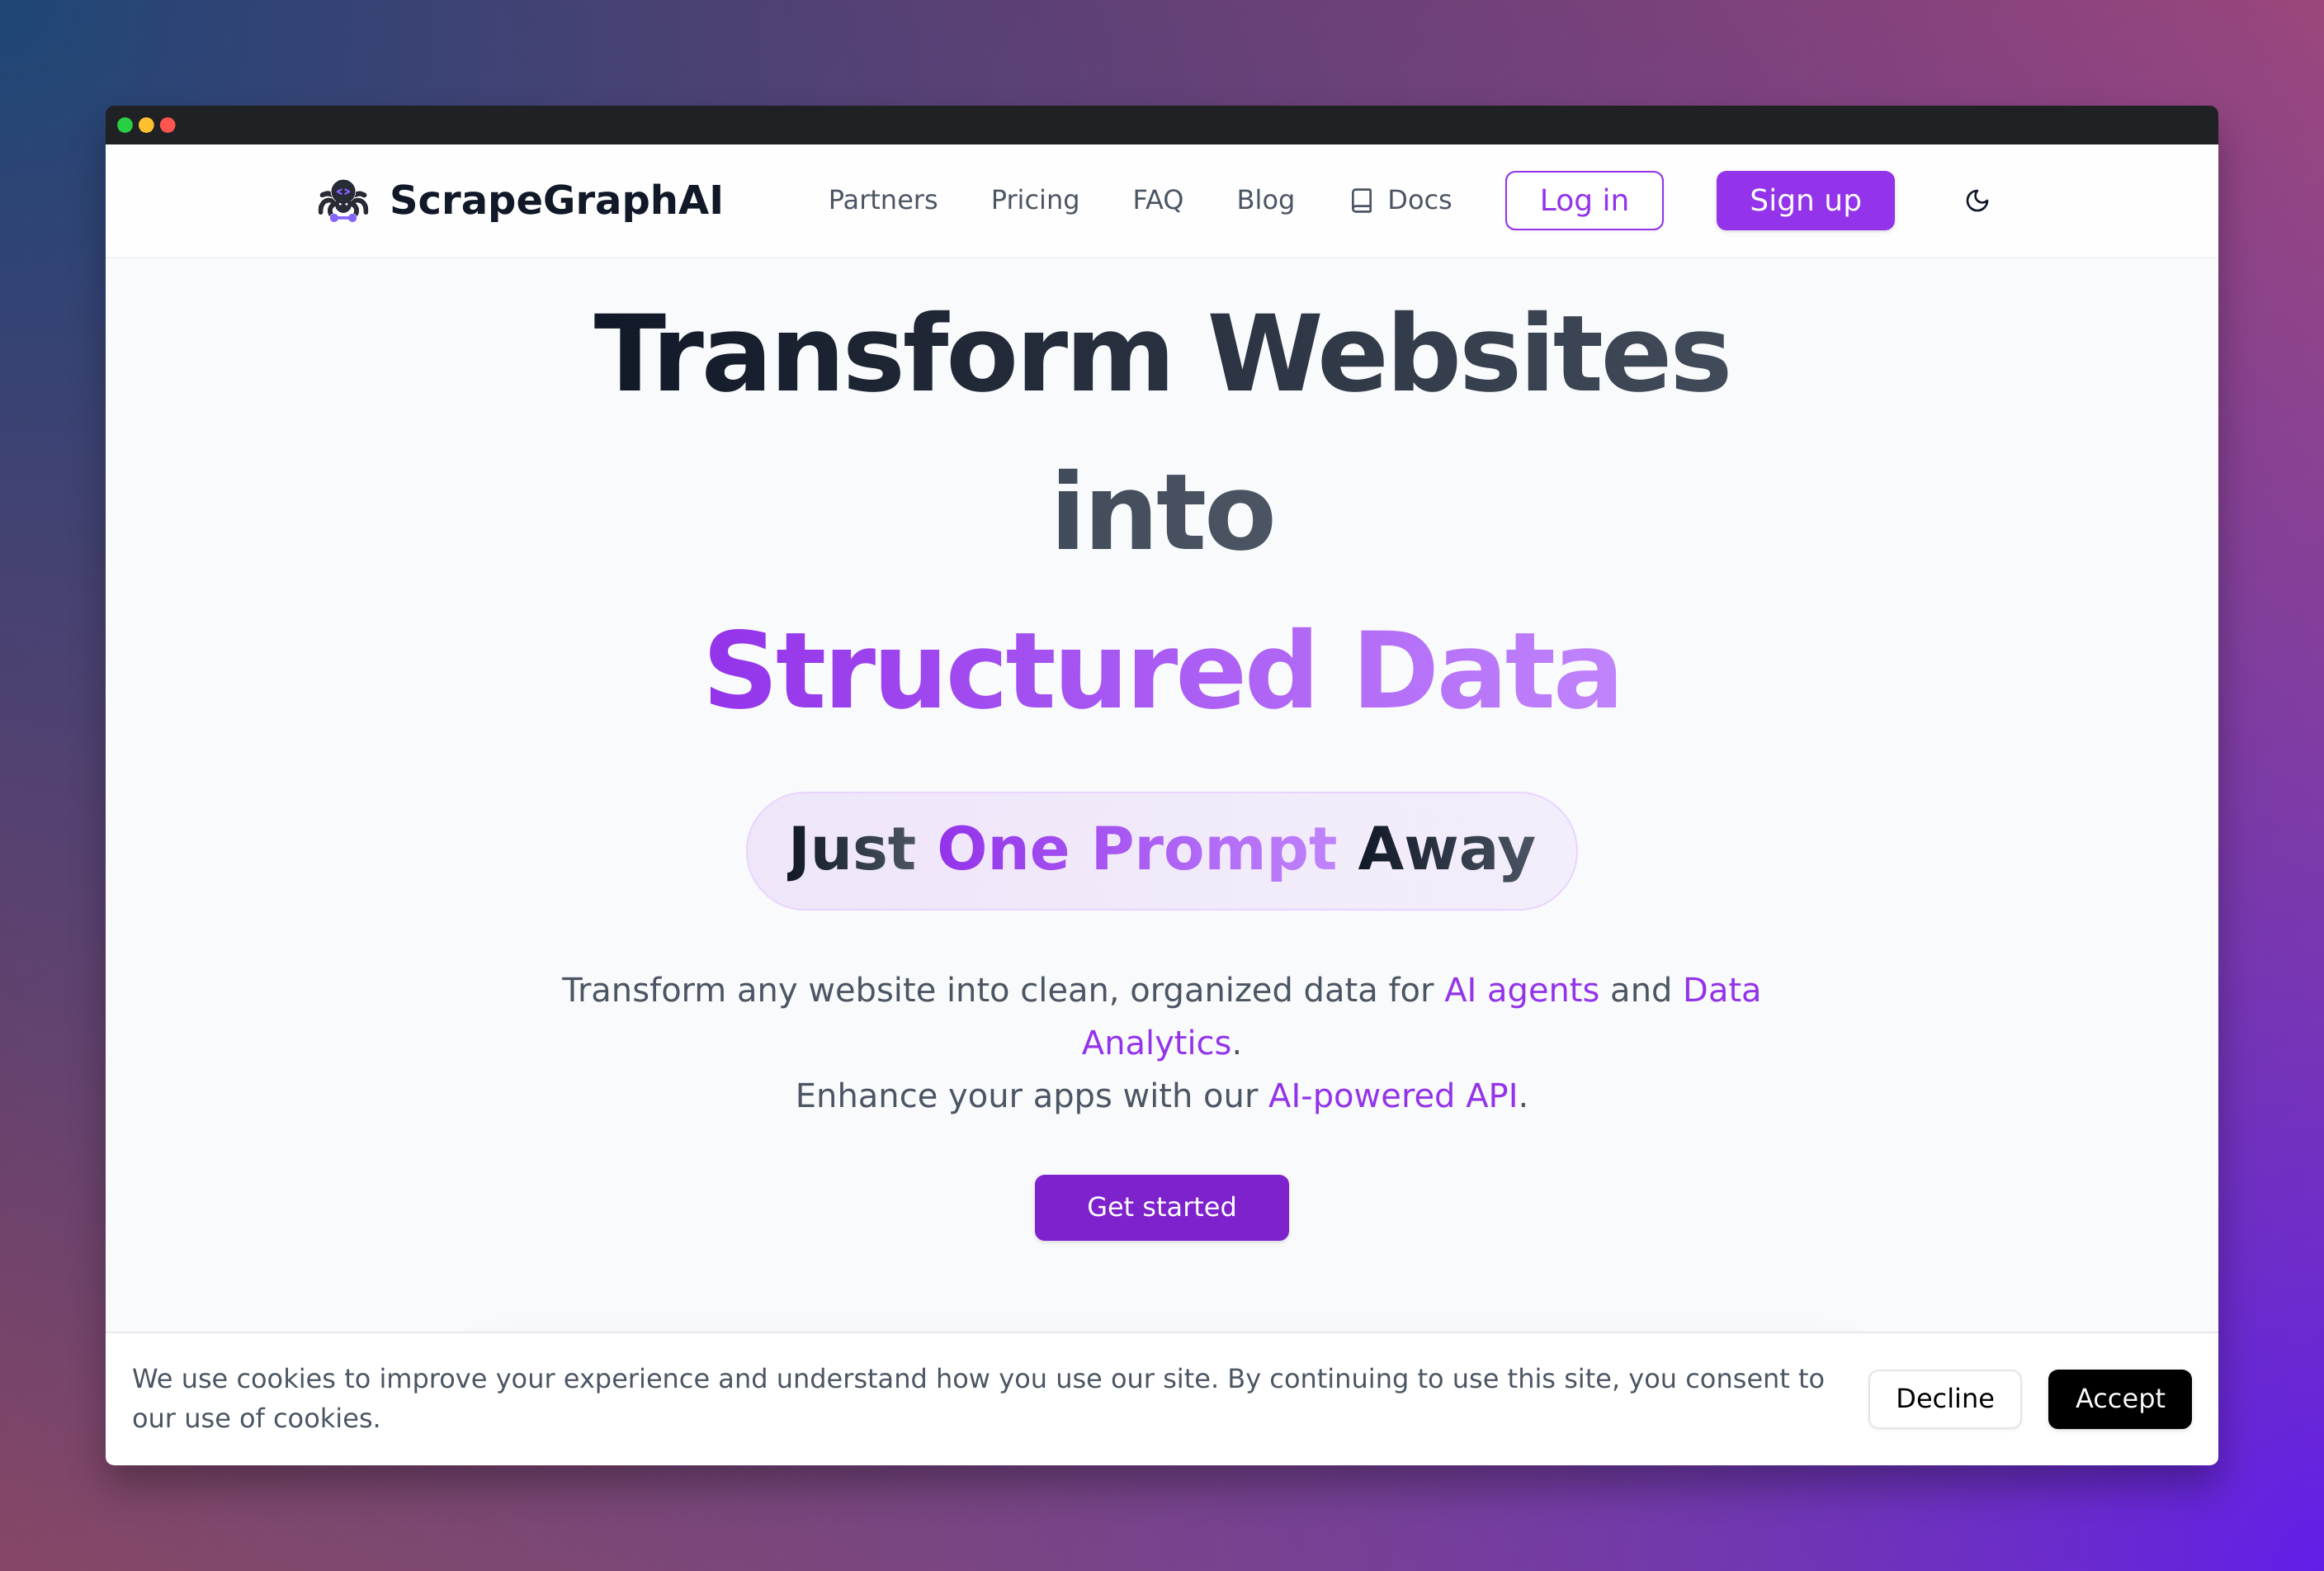 ScrapeGraphAI
Partners
Pricing
FAQ
Blog
Docs
Log in
Sign up
Transform Websites
into
Structured Data
Just One Prompt Away
Transform any website into clean, organized data for AI agents and Data
Analytics.
Enhance your apps with our AI-powered API.
Get started
We use cookies to improve your experience and understand how you use our site. By continuing to use this site, you consent to
our use of cookies.
Decline
Accept